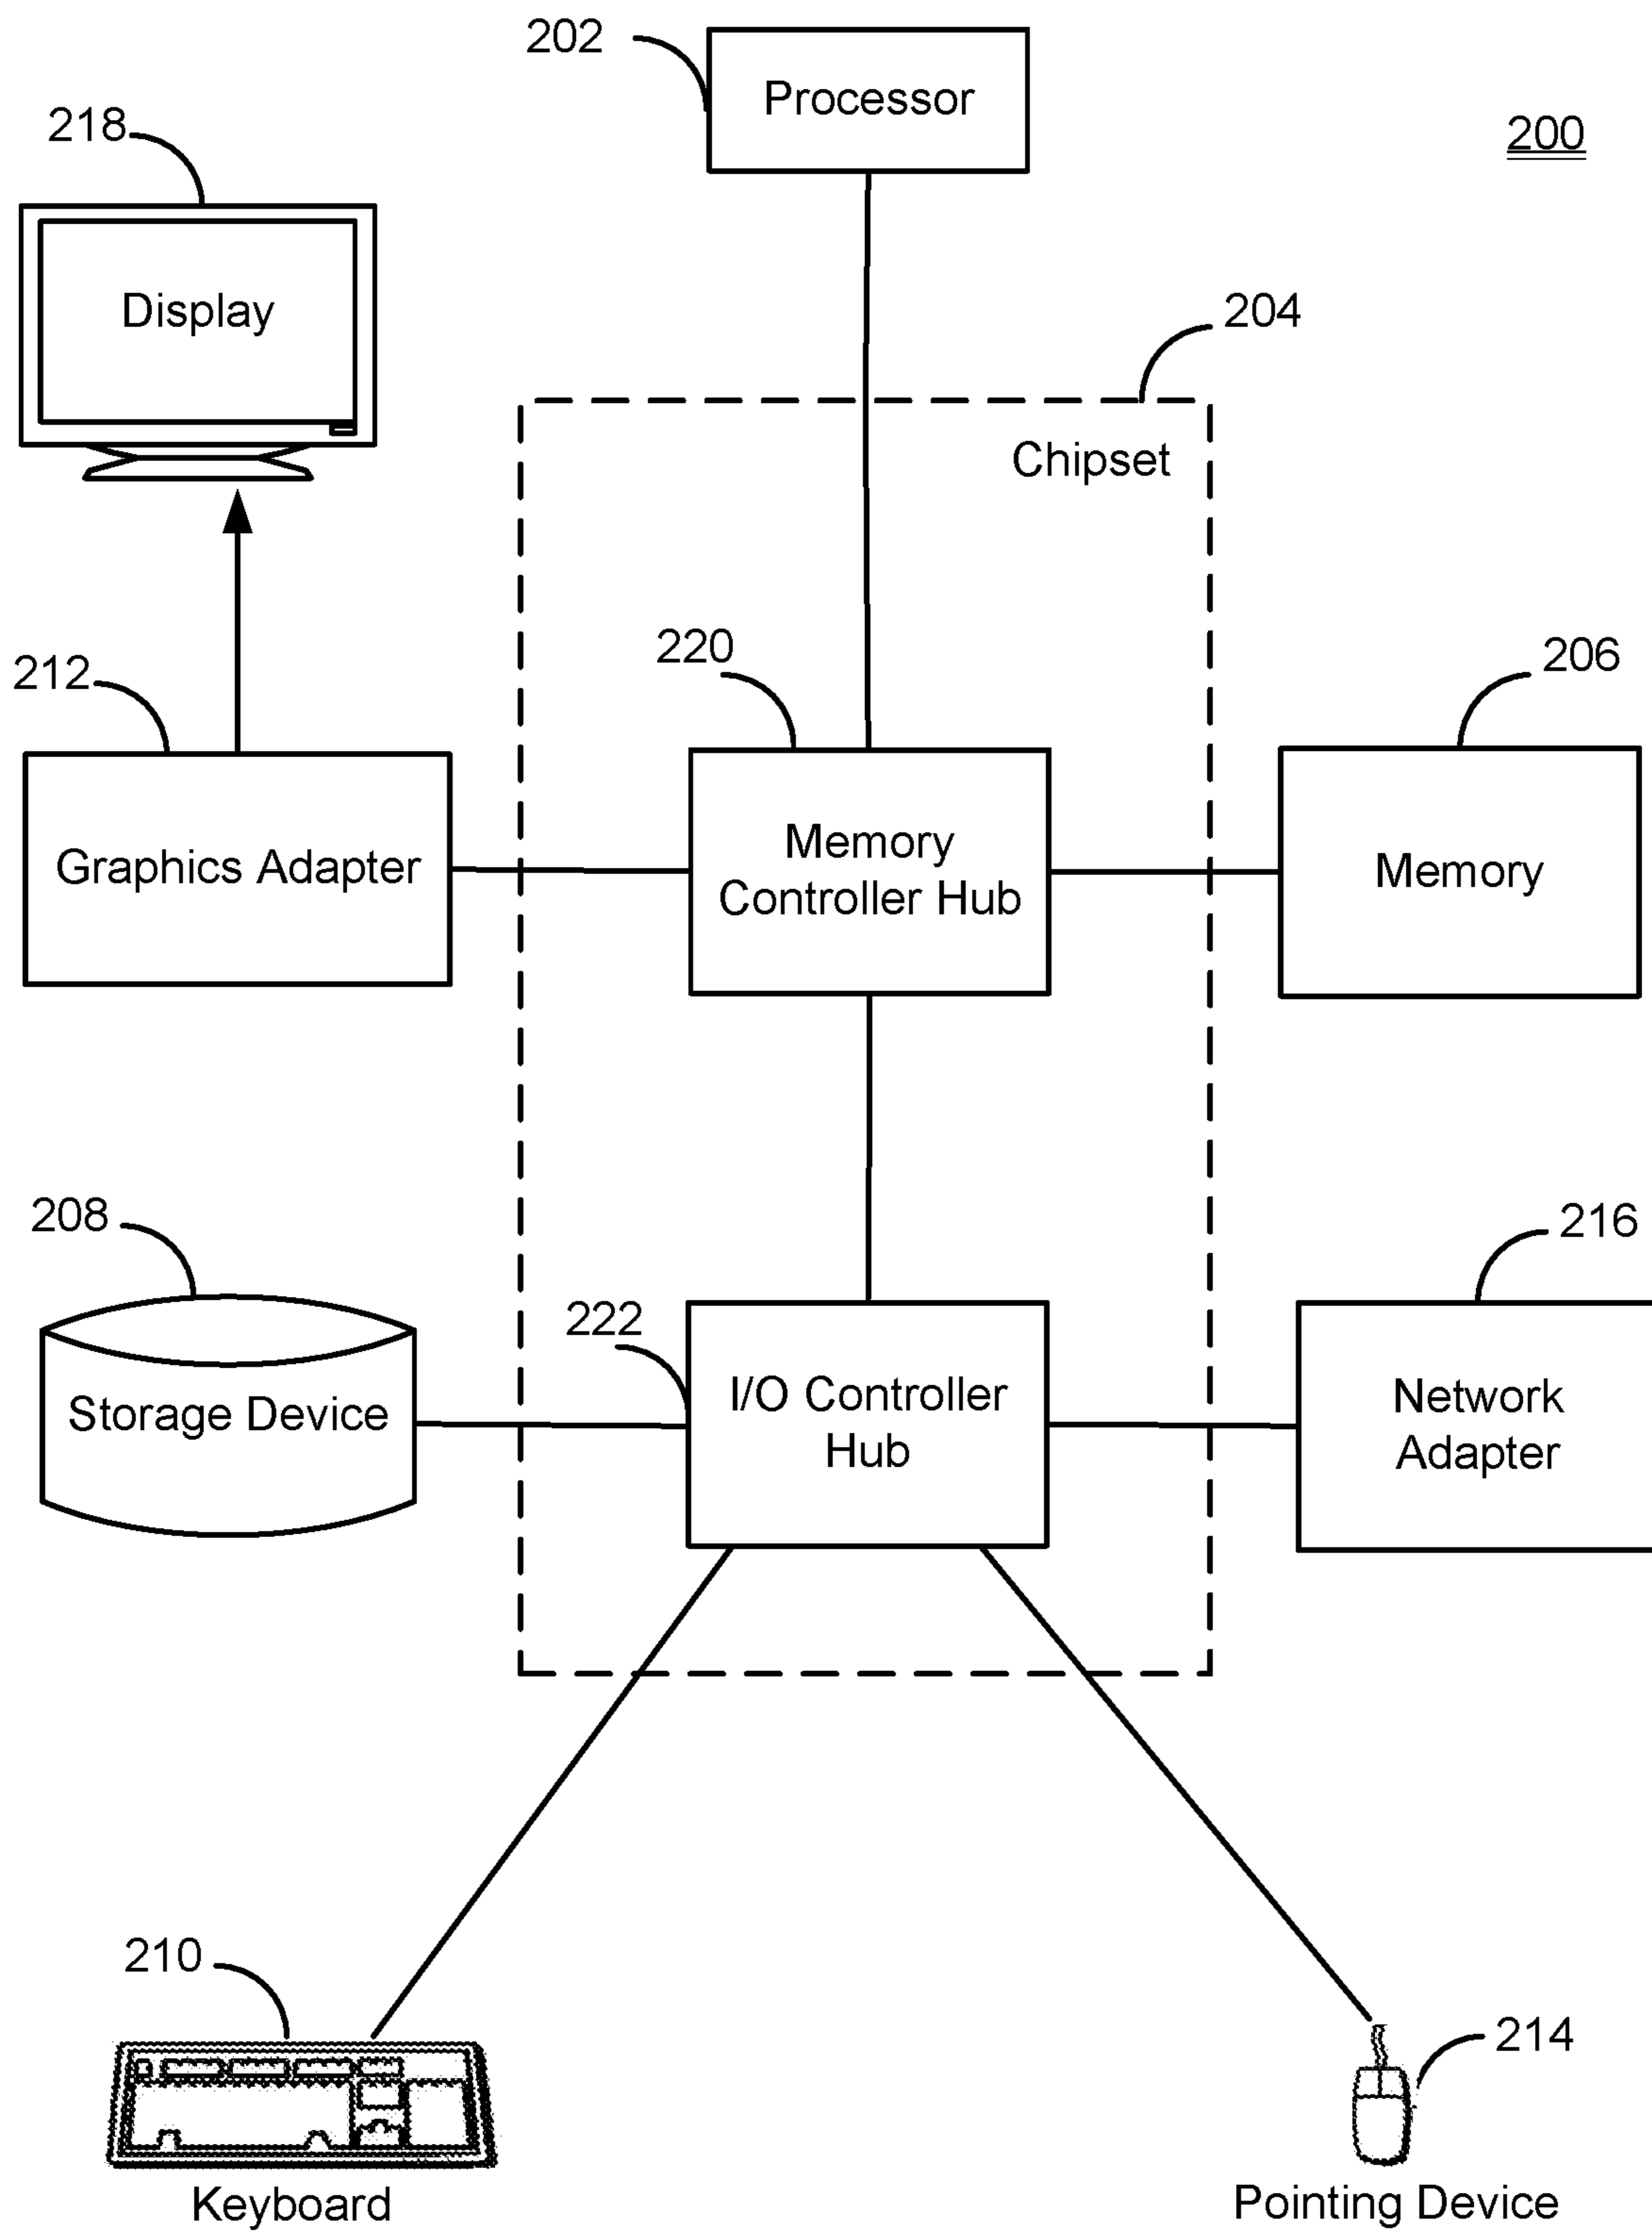 202
Processor
200
218
Display
204
Chipset
220
206
212
Memory
Controller Hub
Graphics Adapter
Memory
208
216
222
I/O Controller
Hub
Storage Device
Network
Adapter
210
214
Keyboard
Pointing Device